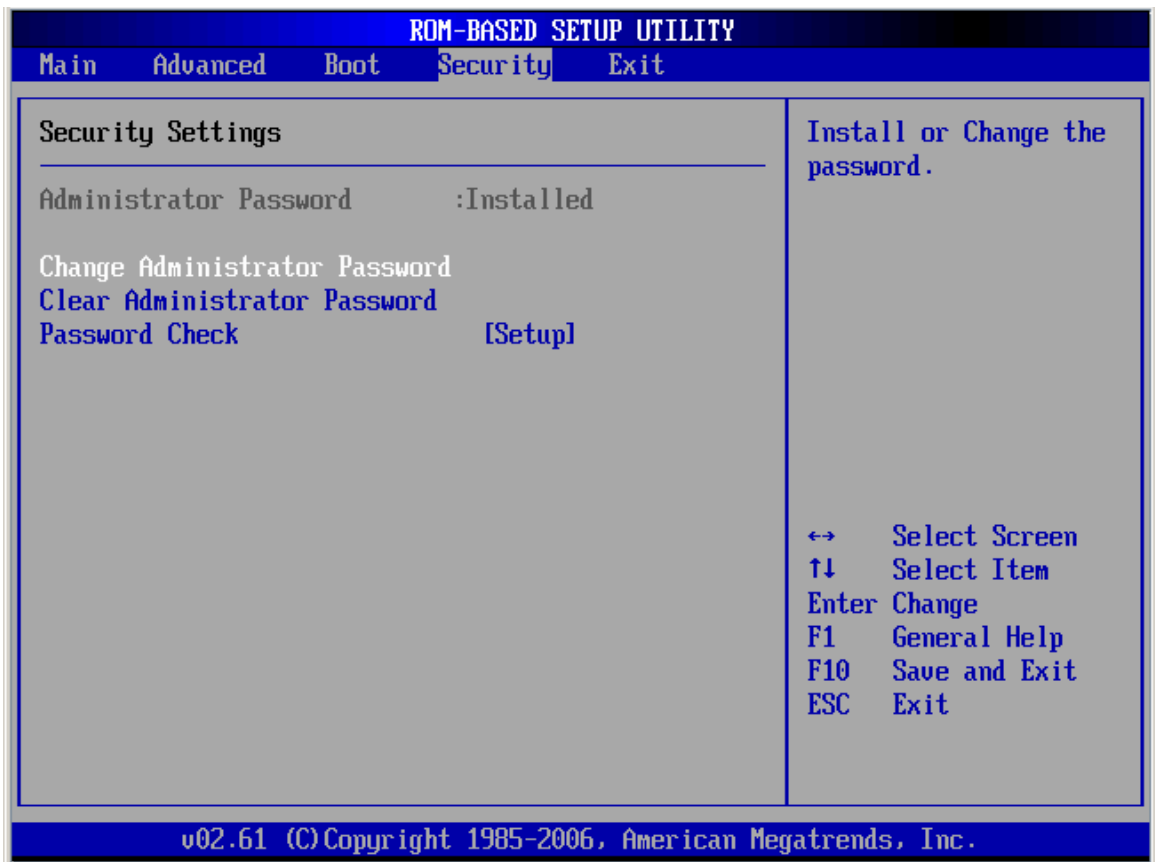 ROM-BASED SETUP UTILITY
Main Advanced Boot Security Exit
Security Settings
Administrator Password :Installed
Change Administrator Password
Clear Administrator Password
Password Check [Setup]
Install or Change the
password.
←→ Select Screen
↑↓ Select Item
Enter Change
F1 General Help
F10 Save and Exit
ESC Exit
v02.61 (C)Copyright 1985-2006, American Megatrends, Inc.